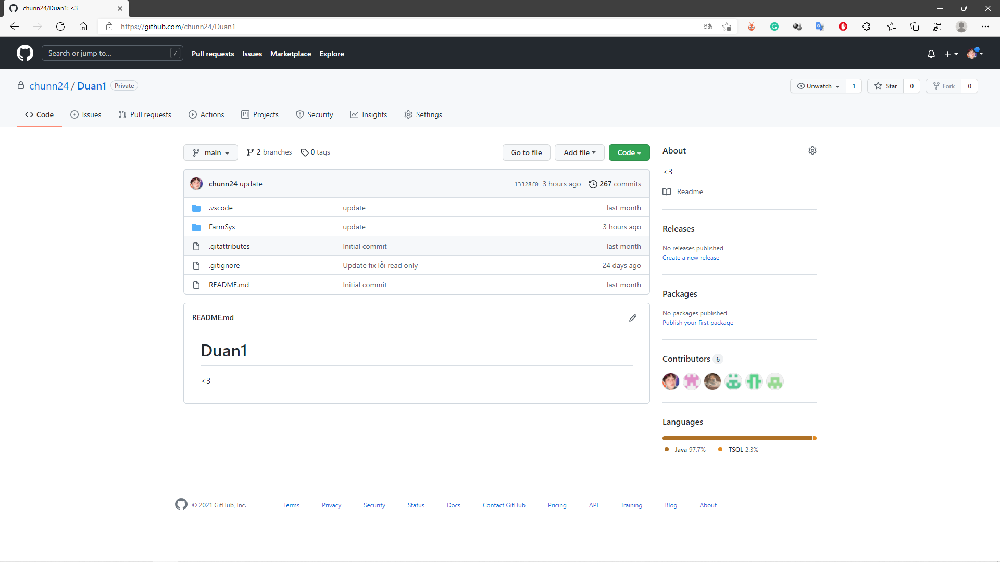 chunn24/Duan1: <3
https://github.com/chunn24/Duan1
Search or jump to... /
Pull requests Issues Marketplace Explore
chunn24 / Duan1 Private
Unwatch 1 Star 0 Fork 0
Code Issues Pull requests Actions Projects Security Insights Settings
main 2 branches 0 tags Go to file Add file Code
chunn24 update 13328f0 3 hours ago 267 commits
.vscode update last month
FarmSys update 3 hours ago
.gitattributes Initial commit last month
.gitignore Update fix lỗi read only 24 days ago
README.md Initial commit last month
README.md
Duan1
<3
About
<3
Readme
Releases
No releases published
Create a new release
Packages
No packages published
Publish your first package
Contributors 6
Languages
Java 97.7% TSQL 2.3%
© 2021 GitHub, Inc. Terms Privacy Security Status Docs Contact GitHub Pricing API Training Blog About